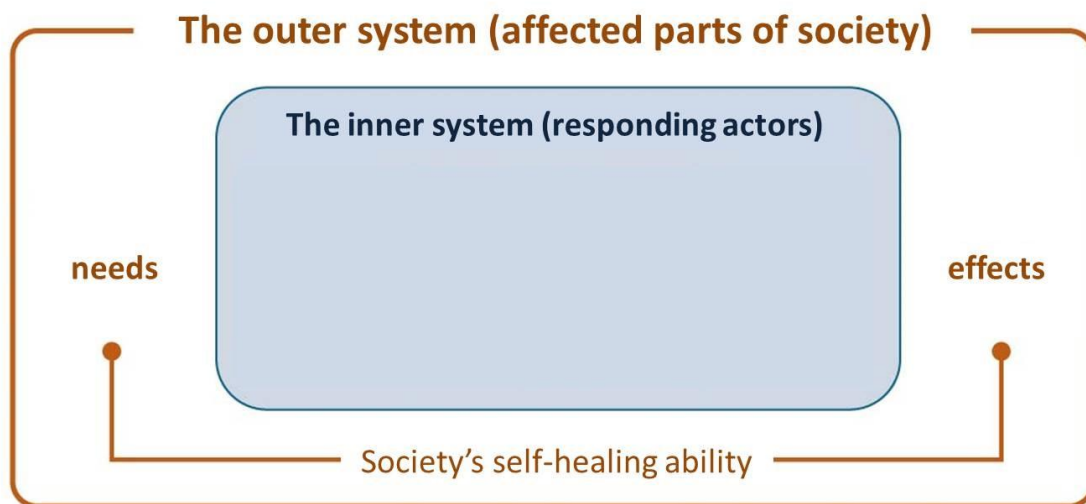 The outer system (affected parts of society)
The inner system (responding actors)
needs
effects
Society’s self-healing ability